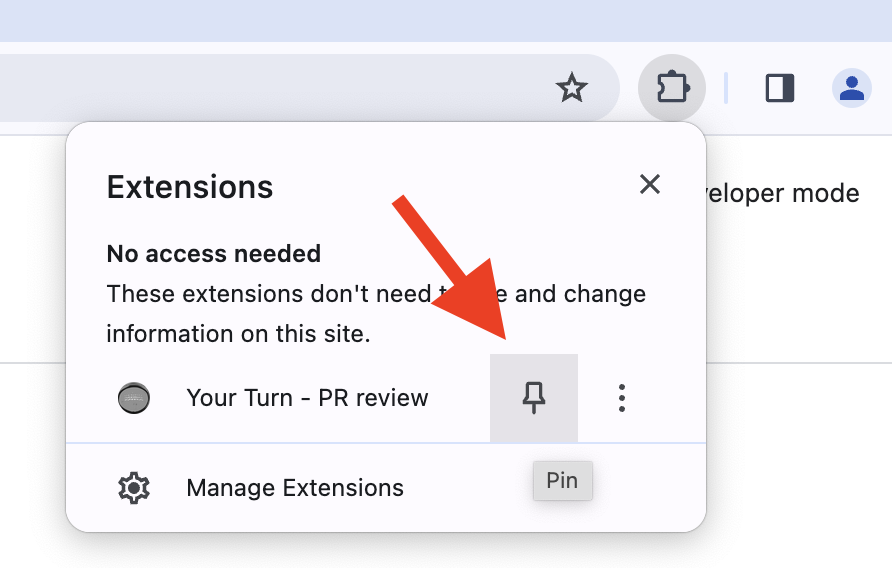 Extensions
veloper mode
No access needed
These extensions don't need and change
information on this site.
Your Turn - PR review
Manage Extensions
Pin